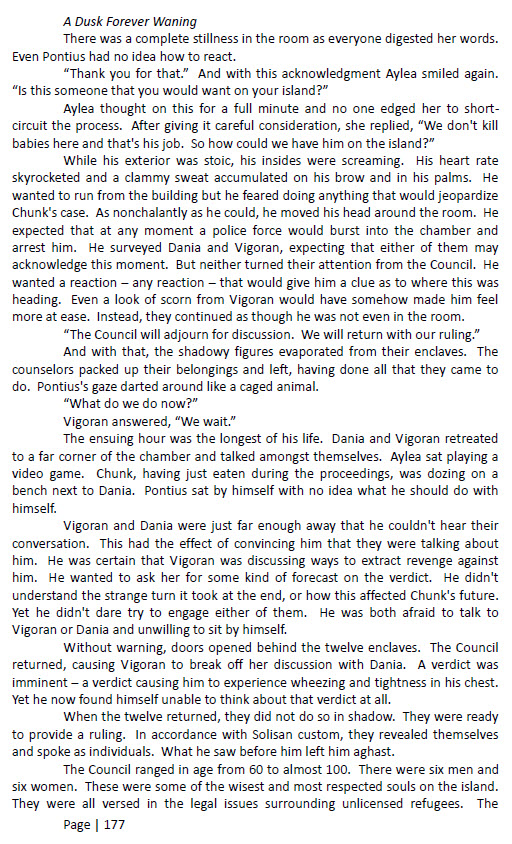 A Dusk Forever Waning
There was a complete stillness in the room as everyone digested her words.
Even Pontius had no idea how to react.
“Thank you for that.”  And with this acknowledgment Aylea smiled again.
“Is this someone that you would want on your island?”
Aylea thought on this for a full minute and no one edged her to short-
circuit the process.  After giving it careful consideration, she replied, “We don't kill
babies here and that's his job.  So how could we have him on the island?”
While his exterior was stoic, his insides were screaming.  His heart rate
skyrocketed and a clammy sweat accumulated on his brow and in his palms.  He
wanted to run from the building but he feared doing anything that would jeopardize
Chunk's case.  As nonchalantly as he could, he moved his head around the room.  He
expected that at any moment a police force would burst into the chamber and
arrest him.  He surveyed Dania and Vigoran, expecting that either of them may
acknowledge this moment.  But neither turned their attention from the Council.  He
wanted a reaction – any reaction – that would give him a clue as to where this was
heading.  Even a look of scorn from Vigoran would have somehow made him feel
more at ease.  Instead, they continued as though he was not even in the room.
“The Council will adjourn for discussion.  We will return with our ruling.”
And with that, the shadowy figures evaporated from their enclaves.  The
counselors packed up their belongings and left, having done all that they came to
do.  Pontius's gaze darted around like a caged animal.
“What do we do now?”
Vigoran answered, “We wait.”
The ensuing hour was the longest of his life.  Dania and Vigoran retreated
to a far corner of the chamber and talked amongst themselves.  Aylea sat playing a
video game.  Chunk, having just eaten during the proceedings, was dozing on a
bench next to Dania.  Pontius sat by himself with no idea what he should do with
himself.
Vigoran and Dania were just far enough away that he couldn't hear their
conversation.  This had the effect of convincing him that they were talking about
him.  He was certain that Vigoran was discussing ways to extract revenge against
him.  He wanted to ask her for some kind of forecast on the verdict.  He didn't
understand the strange turn it took at the end, or how this affected Chunk's future.
Yet he didn't dare try to engage either of them.  He was both afraid to talk to
Vigoran or Dania and unwilling to sit by himself.
Without warning, doors opened behind the twelve enclaves.  The Council
returned, causing Vigoran to break off her discussion with Dania.  A verdict was
imminent – a verdict causing him to experience wheezing and tightness in his chest.
Yet he now found himself unable to think about that verdict at all.
When the twelve returned, they did not do so in shadow.  They were ready
to provide a ruling.  In accordance with Solisan custom, they revealed themselves
and spoke as individuals.  What he saw before him left him aghast.
The Council ranged in age from 60 to almost 100.  There were six men and
six women.  These were some of the wisest and most respected souls on the island.
They were all versed in the legal issues surrounding unlicensed refugees.  The
Page | 177